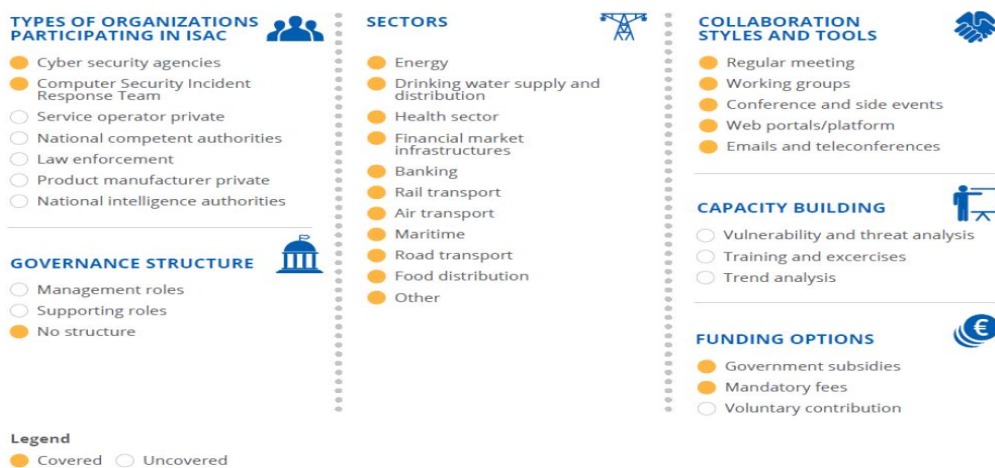 TYPES OF ORGANIZATIONS
PARTICIPATING IN ISAC
Cyber security agencies
Computer Security Incident
Response Team
Service operator private
National competent authorities
Law enforcement
Product manufacturer private
National intelligence authorities
GOVERNANCE STRUCTURE
Management roles
Supporting roles
No structure
SECTORS
Energy
Drinking water supply and
distribution
Health sector
Financial market
infrastructures
Banking
Rail transport
Air transport
Maritime
Road transport
Food distribution
Other
COLLABORATION
STYLES AND TOOLS
Regular meeting
Working groups
Conference and side events
Web portals/platform
Emails and teleconferences
CAPACITY BUILDING
Vulnerability and threat analysis
Training and excercises
Trend analysis
FUNDING OPTIONS
€
Government subsidies
Mandatory fees
Voluntary contribution
Legend
Covered Uncovered